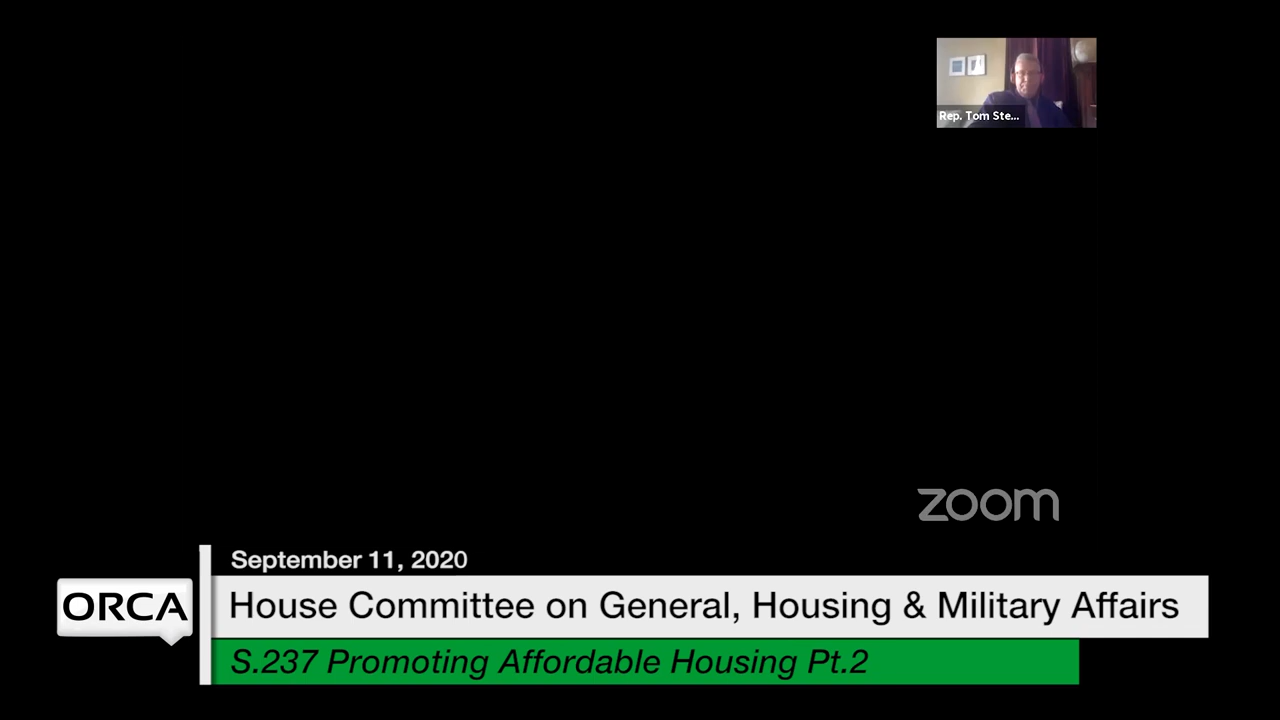 Rep. Tom Ste...
zoom
September 11, 2020
ORCA
House Committee on General, Housing & Military Affairs
S.237 Promoting Affordable Housing Pt.2